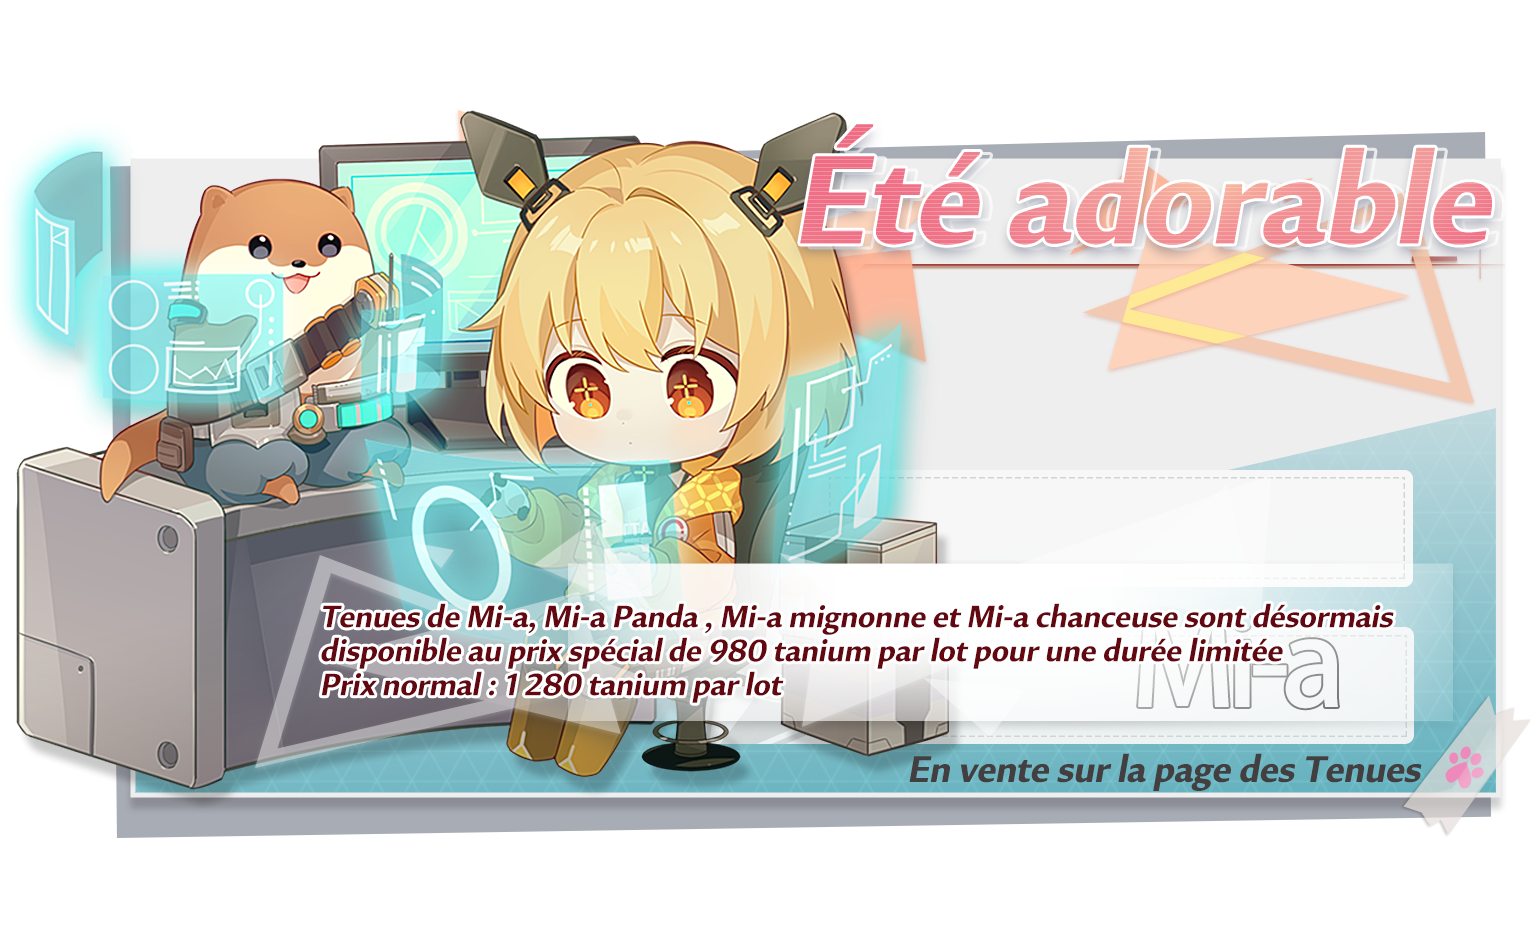 Été adorable
Tenues de Mi-a, Mi-a Panda , Mi-a mignonne et Mi-a chanceuse sont désormais
disponible au prix spécial de 980 tanium par lot pour une durée limitée
Prix normal : 1 280 tanium par lot
Mi-a
En vente sur la page des Tenues